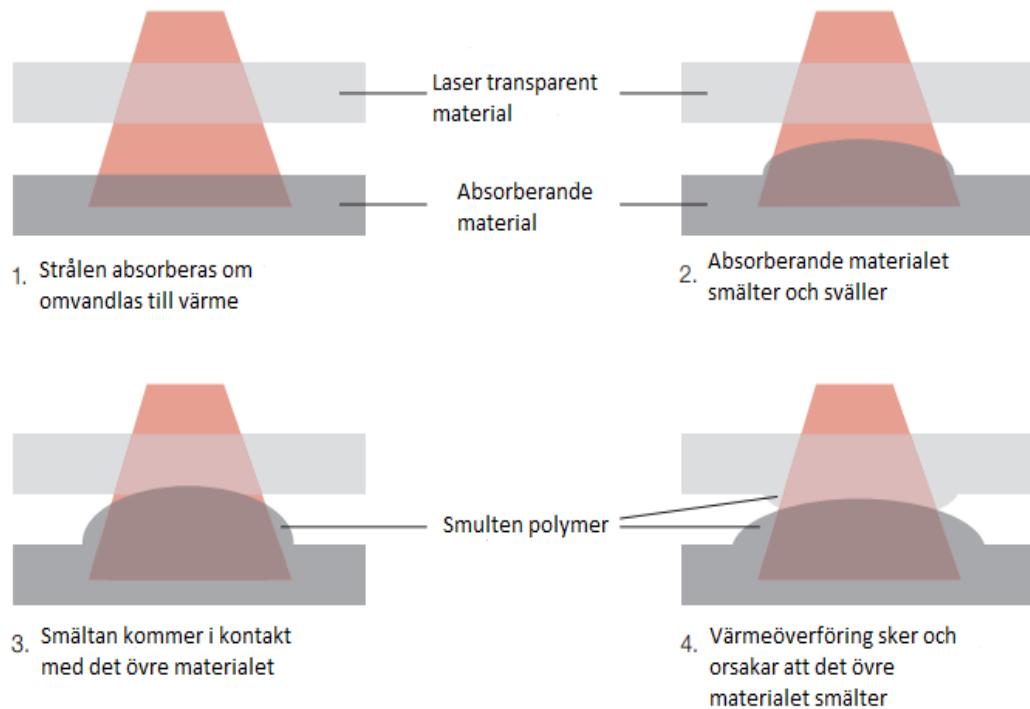 Laser transparent
material
Absorberande
material
1. Strålen absorberas om
omvandlas till värme
2. Absorberande materialet
smälter och sväller
Smulten polymer
3. Smältan kommer i kontakt
med det övre materialet
4. Värmeöverföring sker och
orsakar att det övre
materialet smälter